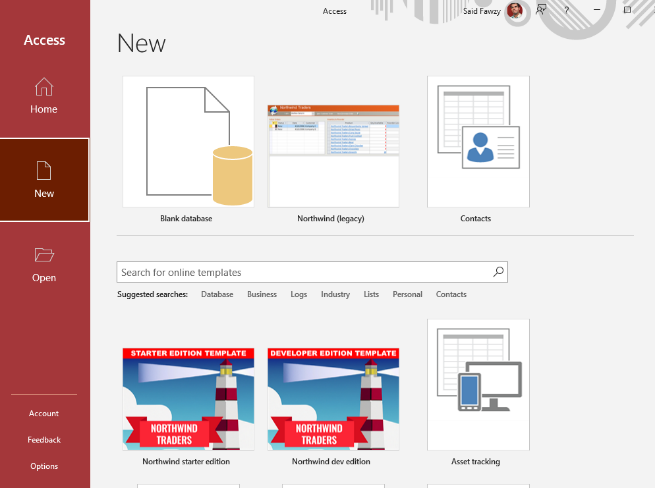 Access
Said Fawzy
?
Access
Home
New
Open
Account
Feedback
Options
New
Northwind Traders
Blank database
Northwind (legacy)
Contacts
Search for online templates
Suggested searches: Database Business Logs Industry Lists Personal Contacts
STARTER EDITION TEMPLATE
NORTHWIND
TRADERS
DEVELOPER EDITION TEMPLATE
NORTHWIND
TRADERS
Northwind starter edition
Northwind dev edition
Asset tracking